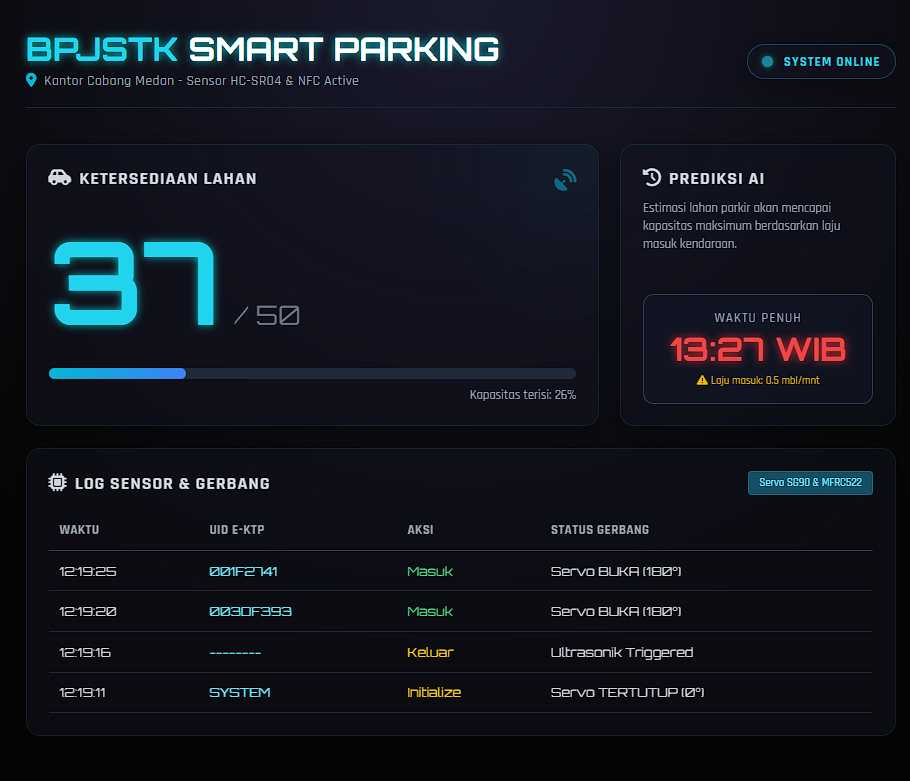 BPJSTK SMART PARKING
Kantor Cabang Medan - Sensor HC-SR04 & NFC Active
SYSTEM ONLINE
KETERSEDIAAN LAHAN
37 / 50
Kapasitas terisi: 26%
PREDIKSI AI
Estimasi lahan parkir akan mencapai
kapasitas maksimum berdasarkan laju
masuk kendaraan.
WAKTU PENUH
13:27 WIB
Laju masuk: 0.5 mbl/mnt
LOG SENSOR & GERBANG
Servo SG90 & MFRC522
WAKTU UID E-KTP AKSI STATUS GERBANG
12:19:25 001F2741 Masuk Servo BUKA (180°)
12:19:20 003DF393 Masuk Servo BUKA (180°)
12:19:16 -------- Keluar Ultrasonik Triggered
12:19:11 SYSTEM Initialize Servo TERTUTUP (0°)